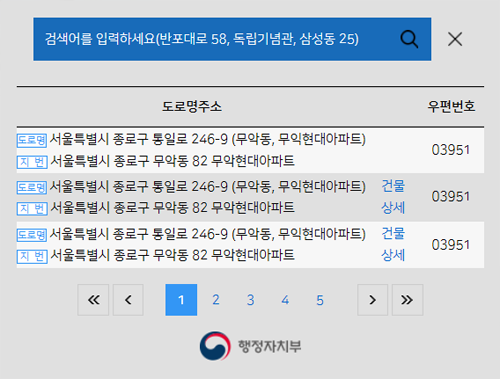 검색어를 입력하세요(반포대로 58, 독립기념관, 삼성동 25)
도로명주소 우편번호
도로명 서울특별시 종로구 통일로 246-9 (무악동, 무익현대아파트)
지 번 서울특별시 종로구 무악동 82 무악현대아파트
03951
도로명 서울특별시 종로구 통일로 246-9 (무악동, 무익현대아파트) 건물
지 번 서울특별시 종로구 무악동 82 무악현대아파트 상세
03951
도로명 서울특별시 종로구 통일로 246-9 (무악동, 무익현대아파트) 건물
지 번 서울특별시 종로구 무악동 82 무악현대아파트 상세
03951
1 2 3 4 5
행정자치부